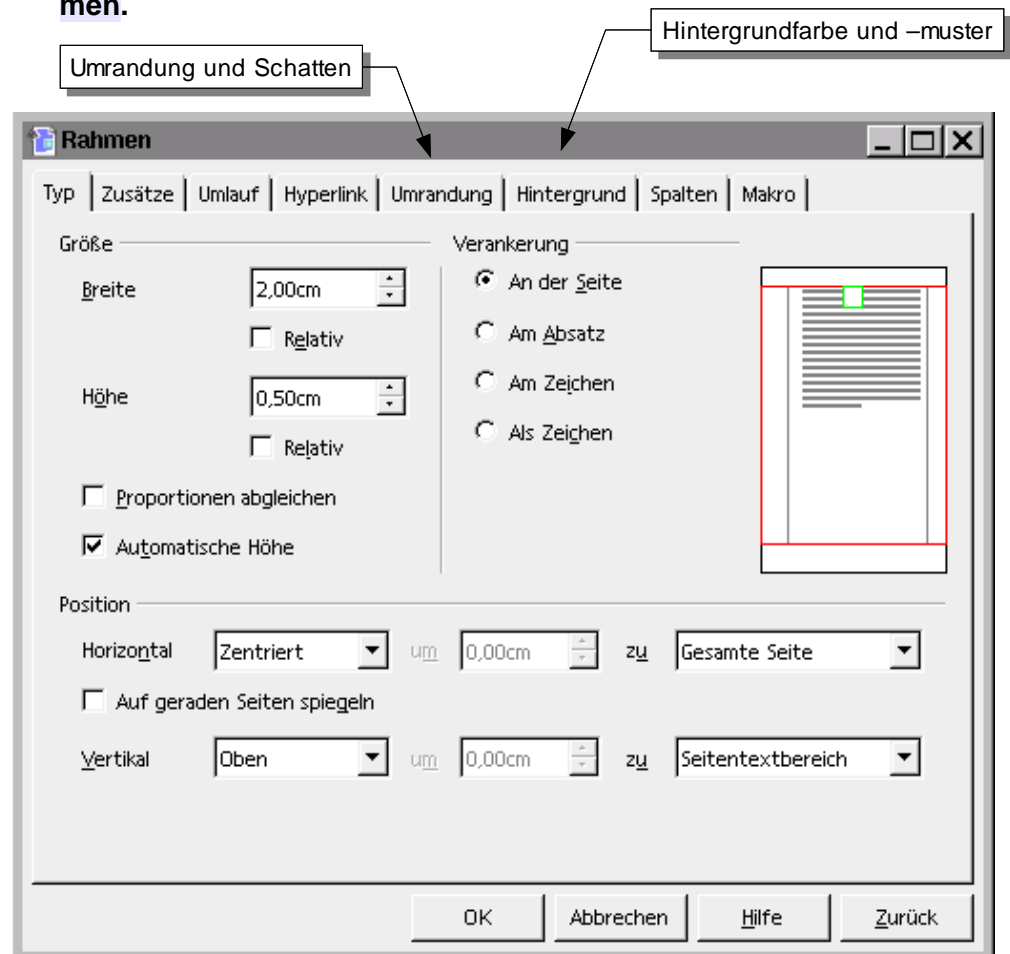 men.
Hintergrundfarbe und –muster
Umrandung und Schatten
Rahmen
Typ Zusätze Umlauf Hyperlink Umrandung Hintergrund Spalten Makro
Größe Verankerung
Breite 2,00cm An der Seite
Relativ Am Absatz
Höhe 0,50cm Am Zeichen
Relativ Als Zeichen
Proportionen abgleichen
Automatische Höhe
Position
Horizontal Zentriert um 0,00cm zu Gesamte Seite
Auf geraden Seiten spiegeln
Vertikal Oben um 0,00cm zu Seitentextbereich
OK Abbrechen Hilfe Zurück